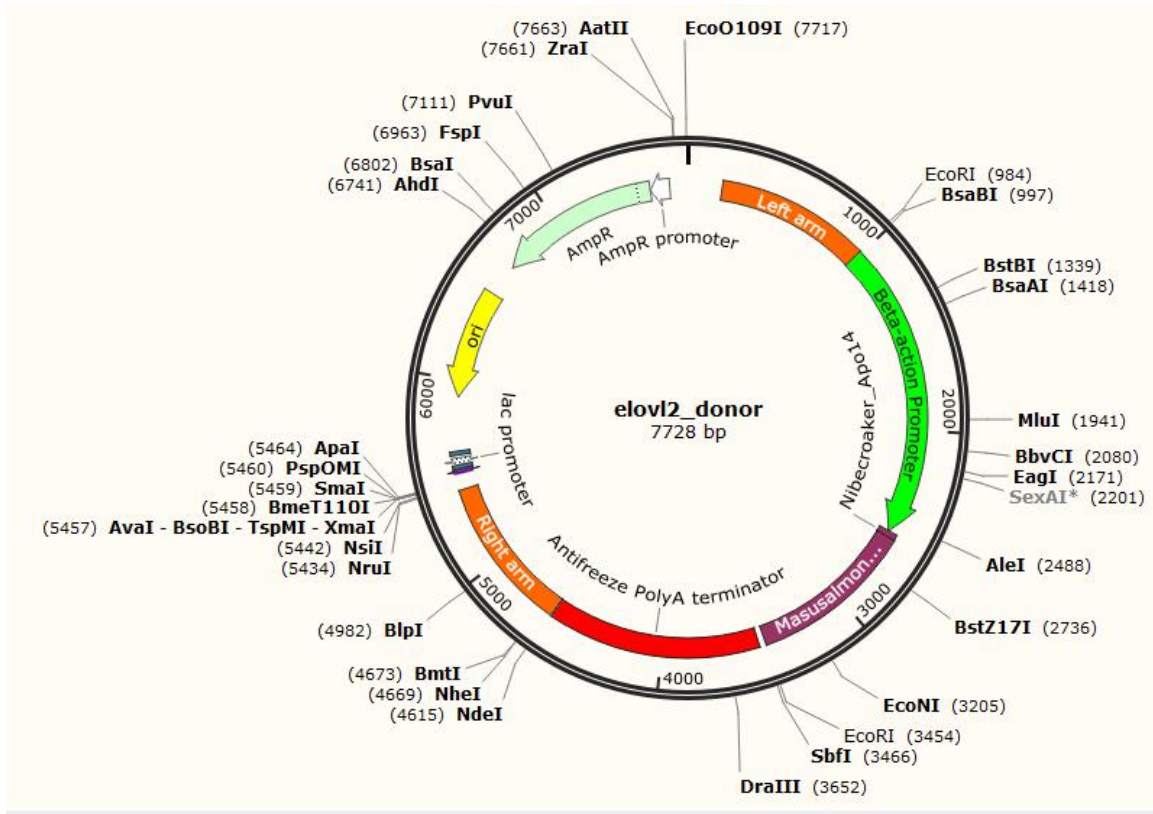 (7663) AatII
(7661) ZraI
EcoO109I (7717)
(7111) PvuI
(6963) FspI
(6802) BsaI
(6741) AhdI
EcoRI (984)
BsaBI (997)
BstBI (1339)
BsaAI (1418)
MluI (1941)
BbvCI (2080)
EagI (2171)
SexAI* (2201)
AleI (2488)
BstZ17I (2736)
EcoNI (3205)
EcoRI (3454)
SbfI (3466)
DraIII (3652)
(5464) ApaI
(5460) PspOMI
(5459) SmaI
(5458) BmeT110I
(5457) AvaI - BsoBI - TspMI - XmaI
(5442) NsiI
(5434) NruI
(4982) BlpI
(4673) BmtI
(4669) NheI
(4615) NdeI
1000
2000
3000
4000
5000
6000
7000
Left arm
Beta-action Promoter
Nibecroaker_Apo14
Masusalmon...
Antifreeze PolyA terminator
Right arm
lac promoter
ori
AmpR
AmpR promoter
elovl2_donor
7728 bp